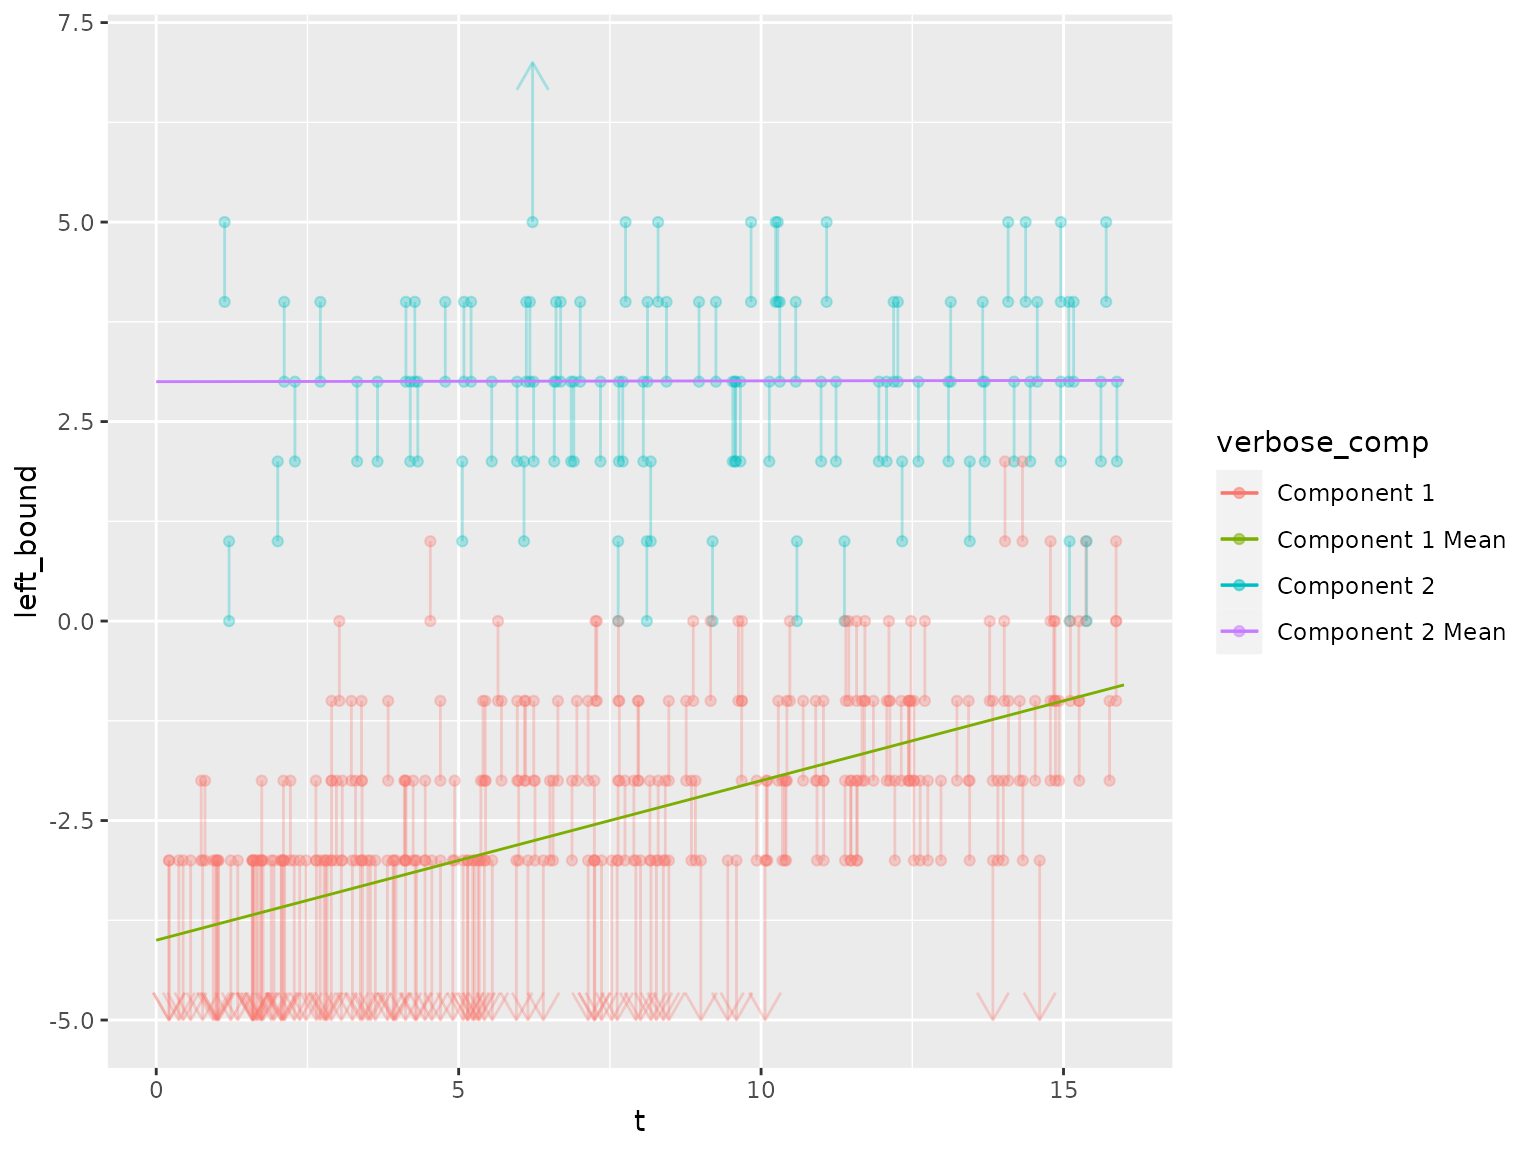 7.5
5.0
2.5
0.0
-2.5
-5.0
left_bound
0
5
10
15
t
verbose_comp
Component 1
Component 1 Mean
Component 2
Component 2 Mean